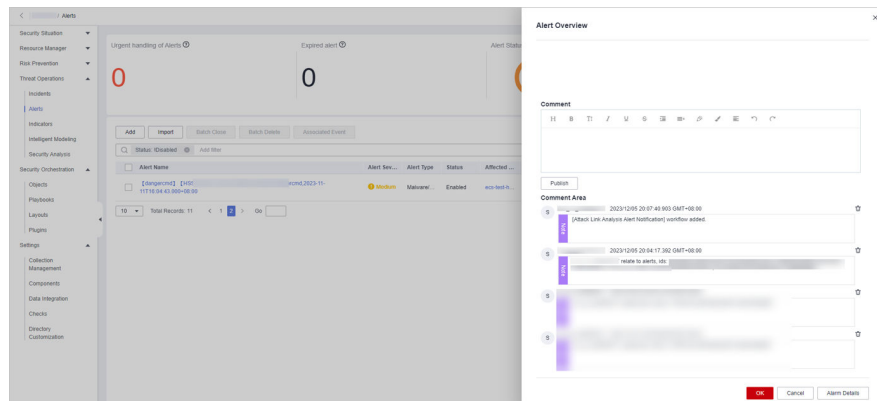 / Alerts
Security Situation
Resource Manager
Risk Prevention
Threat Operations
Incidents
Alerts
Indicators
Intelligent Modeling
Security Analysis
Security Orchestration
Objects
Playbooks
Layouts
Plugins
Settings
Collection
Management
Components
Data Integration
Checks
Directory
Customization
Urgent handling of Alerts
Expired alert
Alert Statu
0
0
Add Import Batch Close Batch Delete Associated Event
Status: !Disabled Add filter
Alert Name Alert Sev... Alert Type Status Affected ...
11T16:04:43.000+08:00
Medium Malware/... Enabled ecs-test-h...
10 Total Records: 11 < 1 2 > Go
Alert Overview
Comment
H B T! I U S
Publish
Comment Area
S 2023/12/05 20:07:40.903 GMT+08:00
Note
[Attack Link Analysis Alert Notification] workflow added.
S 2023/12/05 20:04:17.392 GMT+08:00
Note
relate to alerts, ids:
S
S
OK Cancel Alarm Details